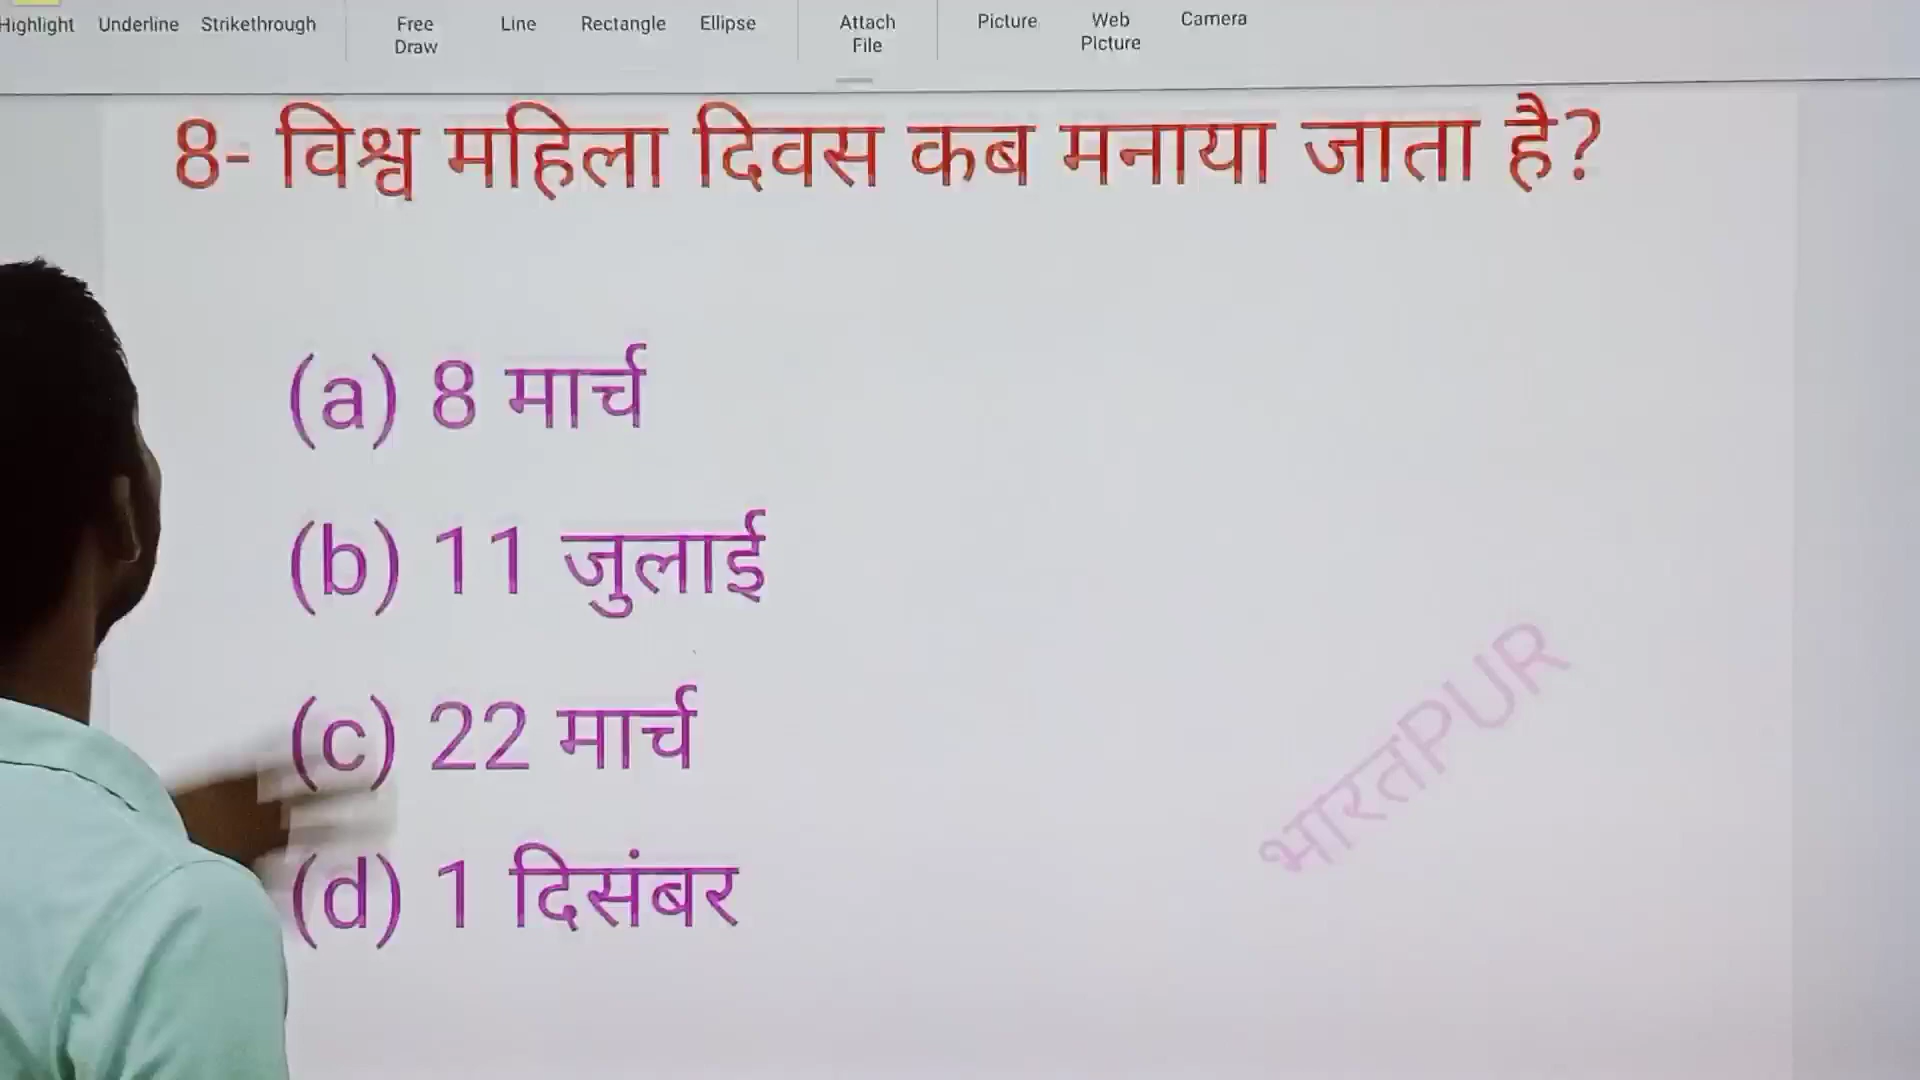 Highlight Underline Strikethrough Free Draw Line Rectangle Ellipse Attach File Picture Web Picture Camera
8- विश्व महिला दिवस कब मनाया जाता है?
(a) 8 मार्च
(b) 11 जुलाई
(c) 22 मार्च
(d) 1 दिसंबर
भारतPUR